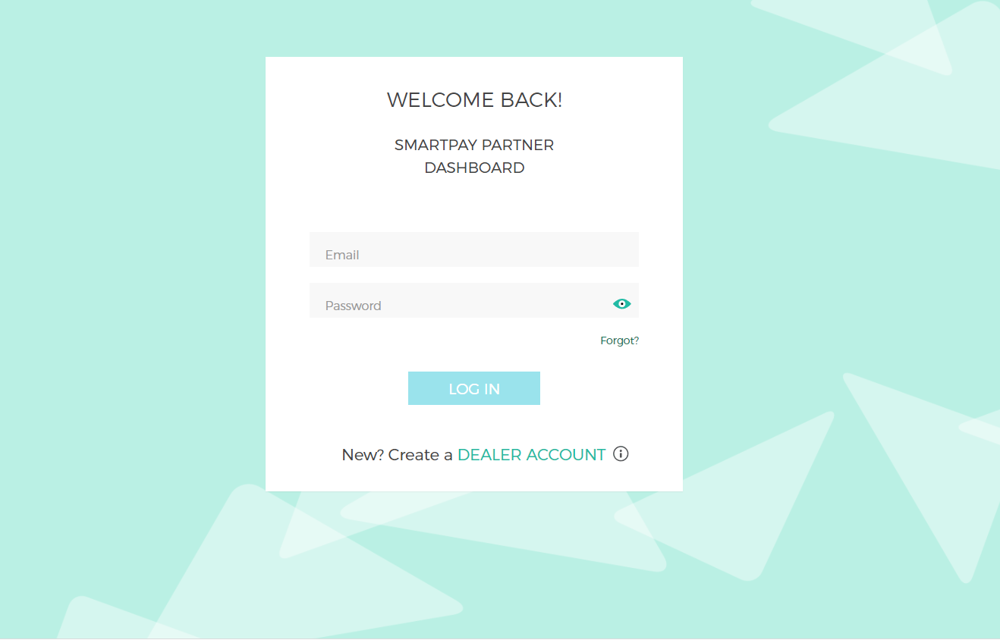 WELCOME BACK!
SMARTPAY PARTNER
DASHBOARD
Email
Password
Forgot?
LOG IN
New? Create a DEALER ACCOUNT